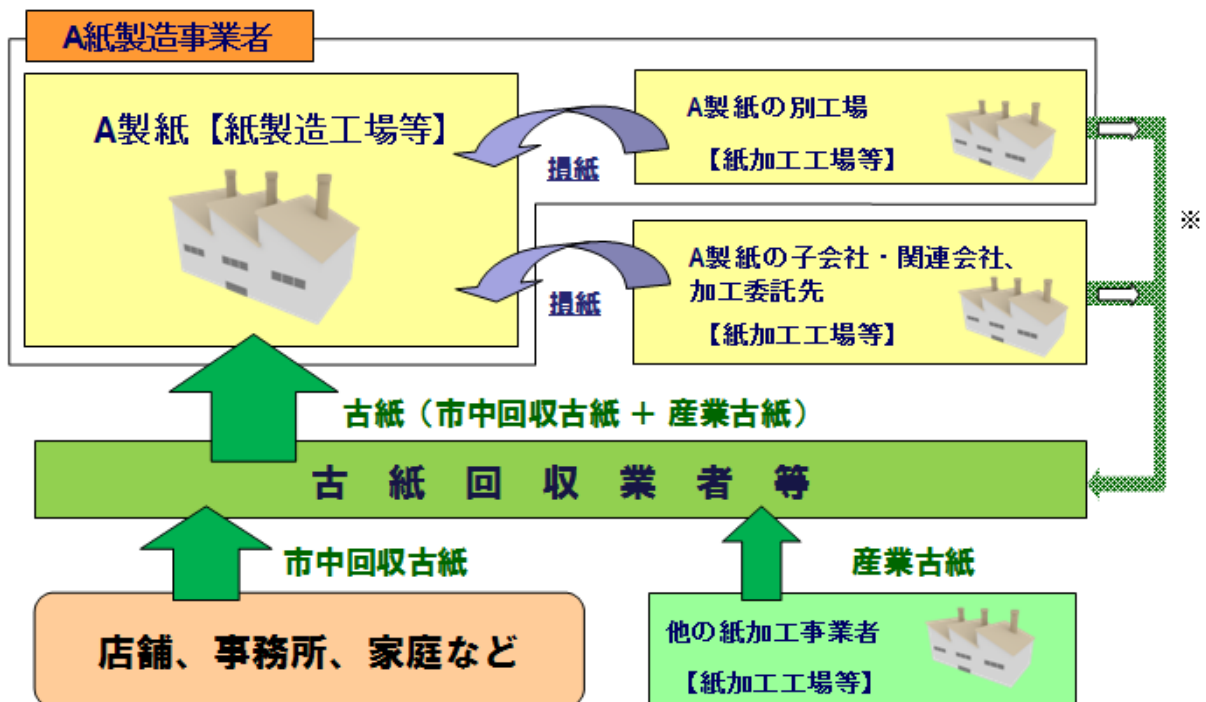 A紙製造事業者
A製紙【紙製造工場等】
損紙
A製紙の別工場
【紙加工工場等】
損紙
A製紙の子会社・関連会社、
加工委託先
【紙加工工場等】
※
古紙（市中回収古紙 ＋ 産業古紙）
古紙回収業者等
市中回収古紙
産業古紙
店舗、事務所、家庭など
他の紙加工事業者
【紙加工工場等】